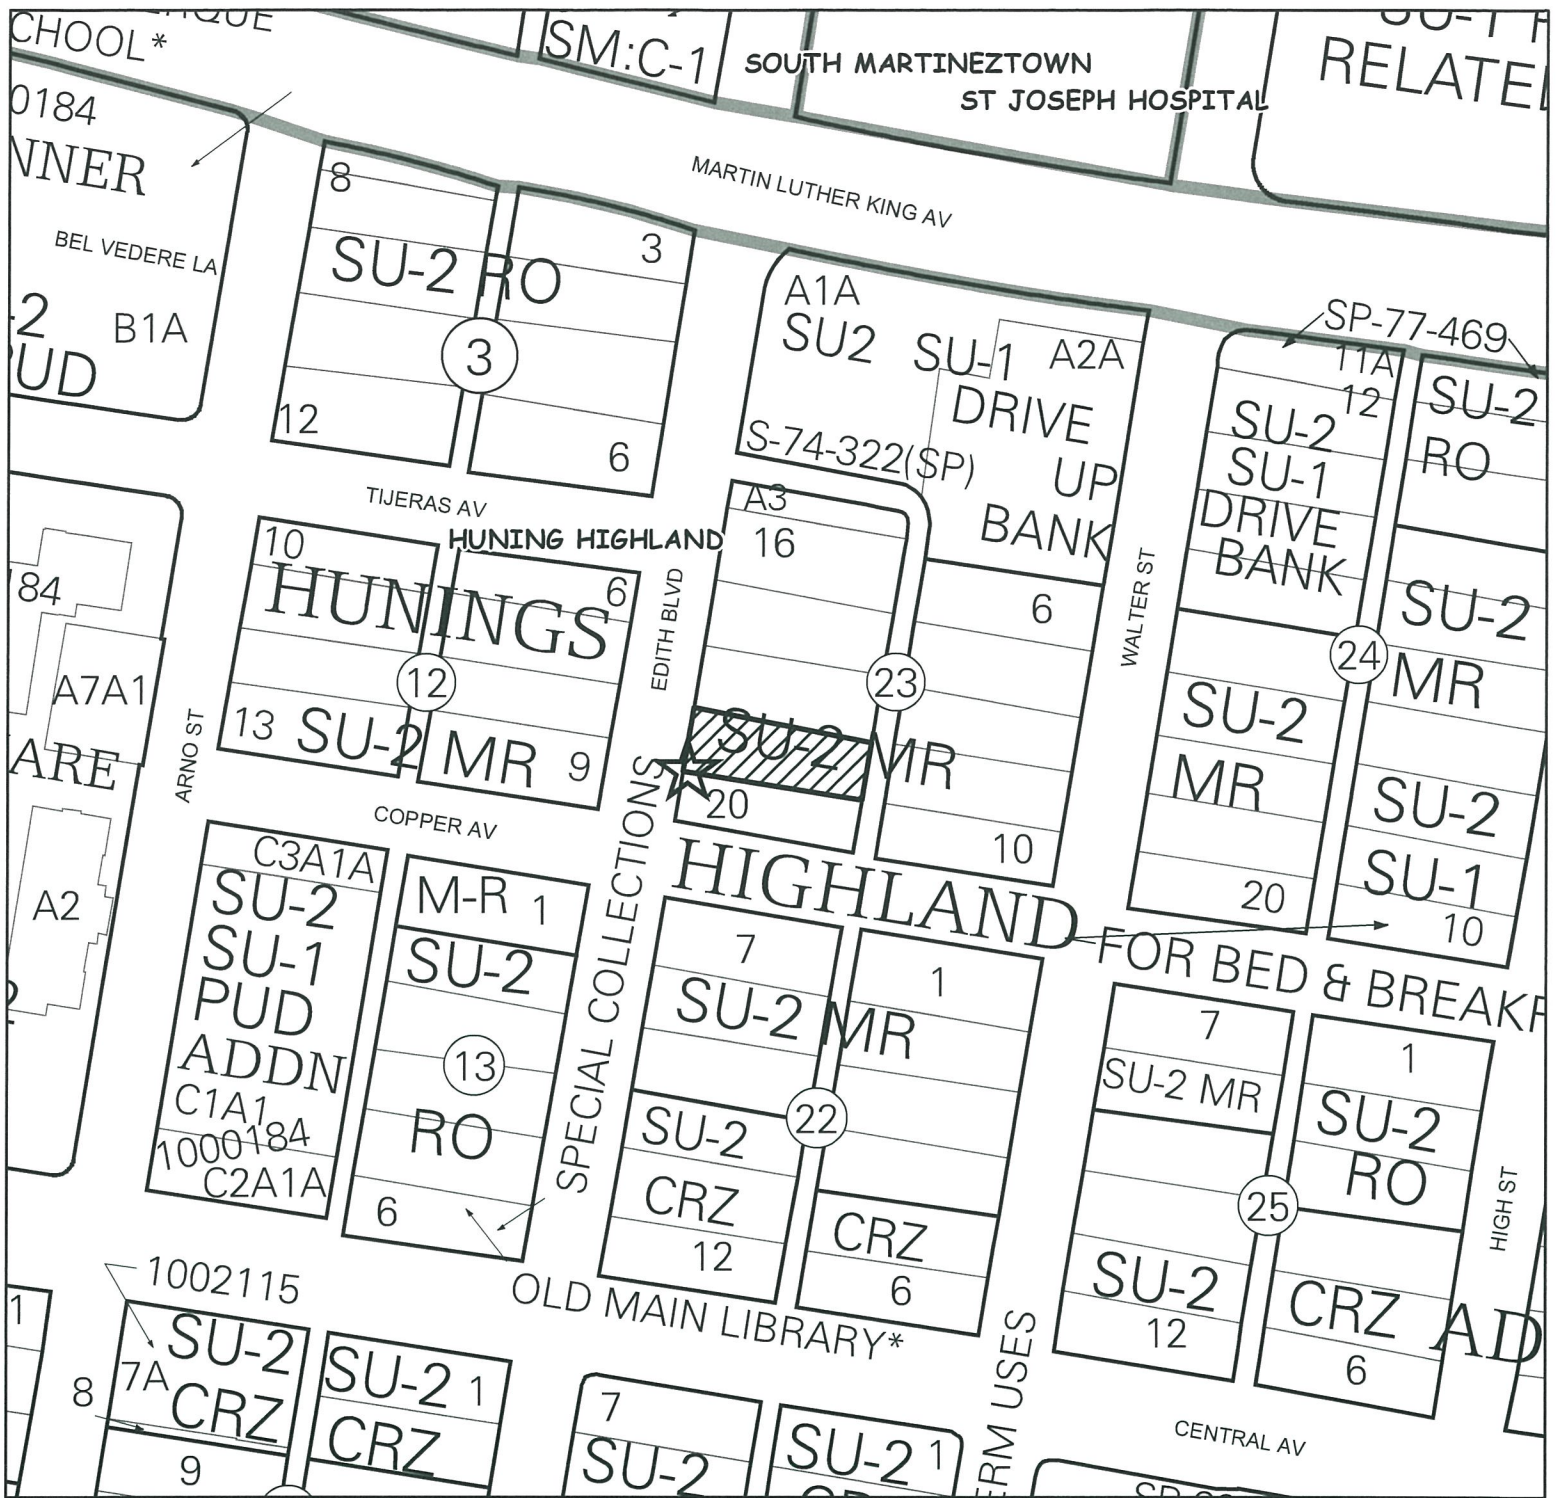 CHOOL*
SM:C-1
SOUTH MARTINEZTOWN
ST JOSEPH HOSPITAL
0184
NNER
MARTIN LUTHER KING AV
BEL VEDERE LA
B1A
-2
PUD
8
SU-2 RO
3
3
12
6
A1A
SU2
SU-1
A2A
DRIVE
UP
BANK
S-74-322(SP)
SP-77-469
11A
12
SU-2
SU-1
DRIVE
BANK
SU-2
RO
TIJERAS AV
HUNING HIGHLAND
A3
16
10
6
HUNINGS
12
13
SU-2 MR
9
EDITH BLVD
6
WALTER ST
23
24
SU-2
MR
SU-2
MR
184
A7A1
ARE
ARNO ST
SU-2 MR
20
10
20
SU-2
SU-1
10
COPPER AV
HIGHLAND
FOR BED & BREAKF
A2
C3A1A
SU-2
SU-1
PUD
ADDN
C1A1
1000184
C2A1A
M-R 1
SU-2
13
RO
6
SPECIAL COLLECTIONS
7
SU-2 MR
1
22
SU-2
CRZ
12
CRZ
6
7
SU-2 MR
1
SU-2
RO
25
SU-2
12
CRZ
6
HIGH ST
AD
1002115
OLD MAIN LIBRARY*
1
SU-2
7A
CRZ
8
9
SU-2 1
CRZ
7
SU-2
SU-2 1
ERM USES
CENTRAL AV